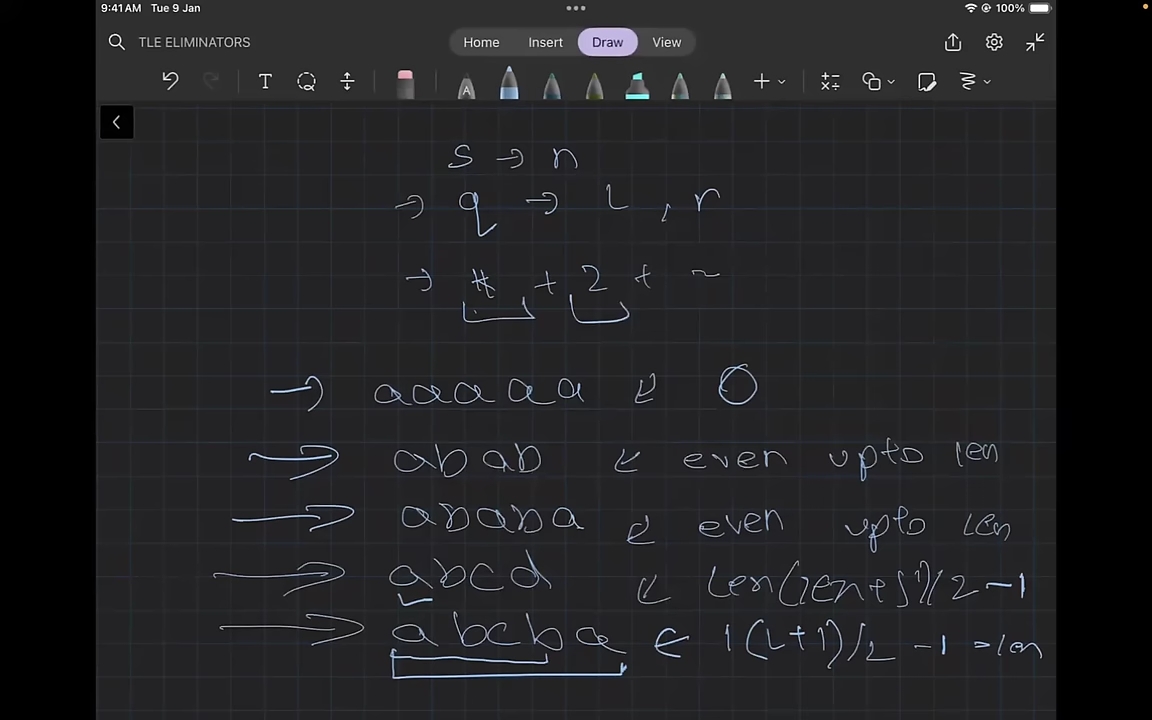 9:41 AM Tue 9 Jan 100%
TLE ELIMINATORS Home Insert Draw View
T A
s → n
→ q → l , r
→ + 2 + ~
→ aaaaa ↙ 0
→ abab ↙ even upto len
→ ababa ↙ even upto len
→ abcd ↙ len(len+1)/2 -1
→ abcba ← l(l+1)/2 -1 -len